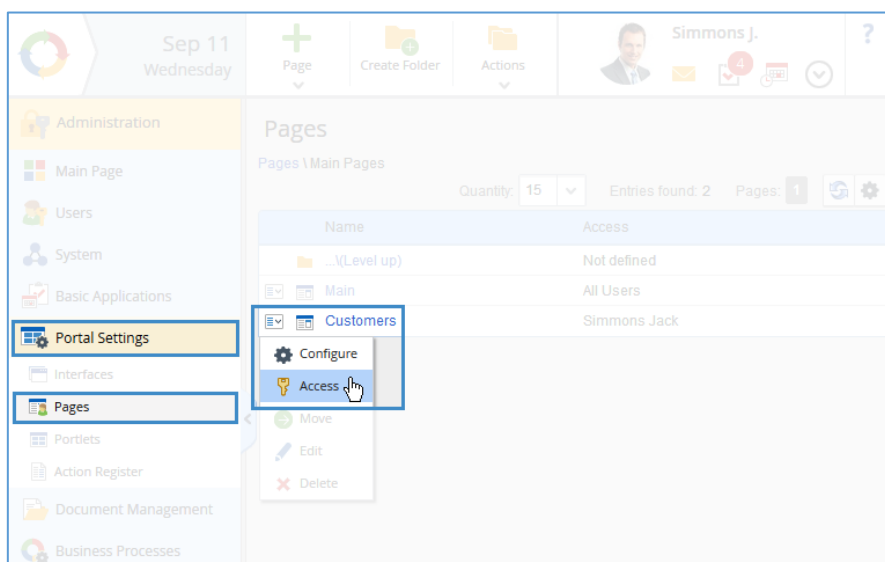 Sep 11
Wednesday
Page
Create Folder
Actions
Simmons J.
4
?
Administration
Main Page
Users
System
Basic Applications
Portal Settings
Interfaces
Pages
Portlets
Action Register
Document Management
Business Processes
Pages
Pages \ Main Pages
Quantity: 15 Entries found: 2 Pages: 1
Name Access
...\(Level up) Not defined
Main All Users
Customers Simmons Jack
Configure
Access
Move
Edit
Delete